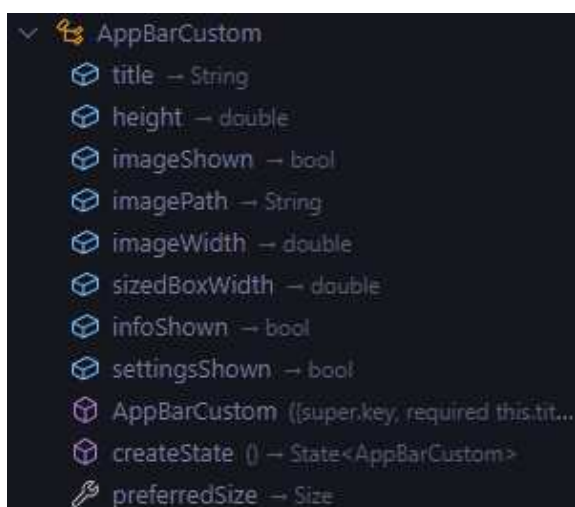 AppBarCustom
title → String
height → double
imageShown → bool
imagePath → String
imageWidth → double
sizedBoxWidth → double
infoShown → bool
settingsShown → bool
AppBarCustom ({super.key, required this.tit...
createState () → State<AppBarCustom>
preferredSize → Size